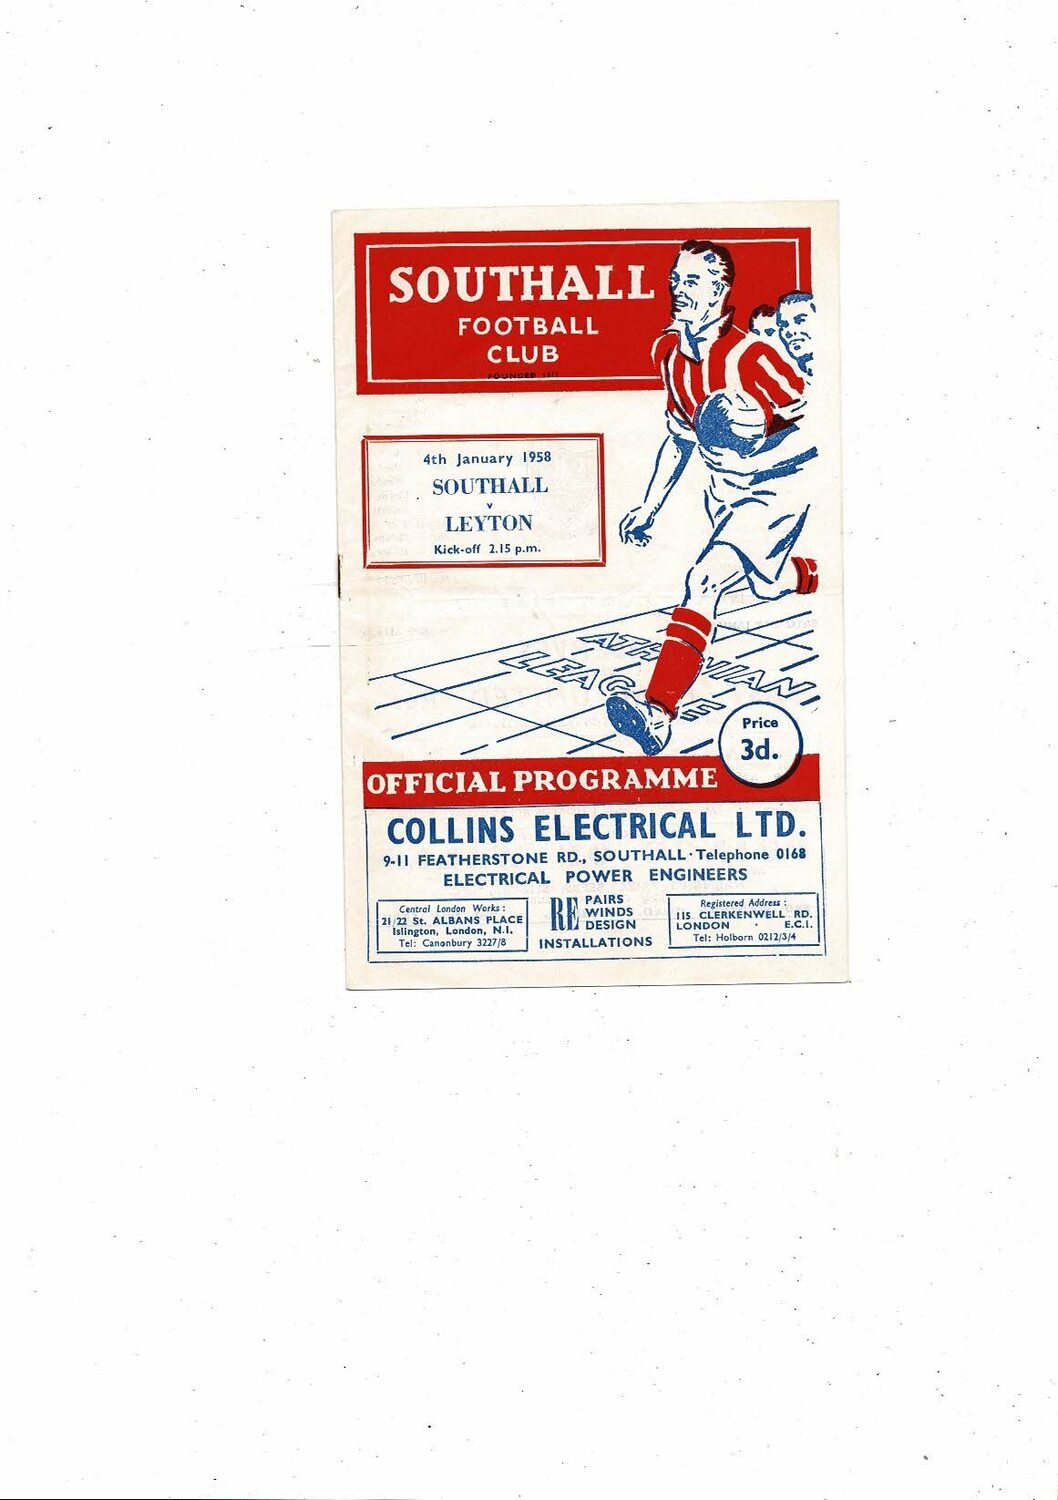 SOUTHALL
FOOTBALL
CLUB
FOUNDED
4th January 1958
SOUTHALL
v
LEYTON
Kick-off 2.15 p.m.
ATHENIAN
LEAGUE
Price
3d.
OFFICIAL PROGRAMME
COLLINS ELECTRICAL LTD.
9-11 FEATHERSTONE RD., SOUTHALL · Telephone 0168
ELECTRICAL POWER ENGINEERS
Central London Works :
21/22 St. ALBANS PLACE
Islington, London, N.1.
Tel: Canonbury 3227/8
RE PAIRS
WINDS
DESIGN
INSTALLATIONS
Registered Address :
115 CLERKENWELL RD.
LONDON · E.C.1.
Tel: Holborn 0212/3/4